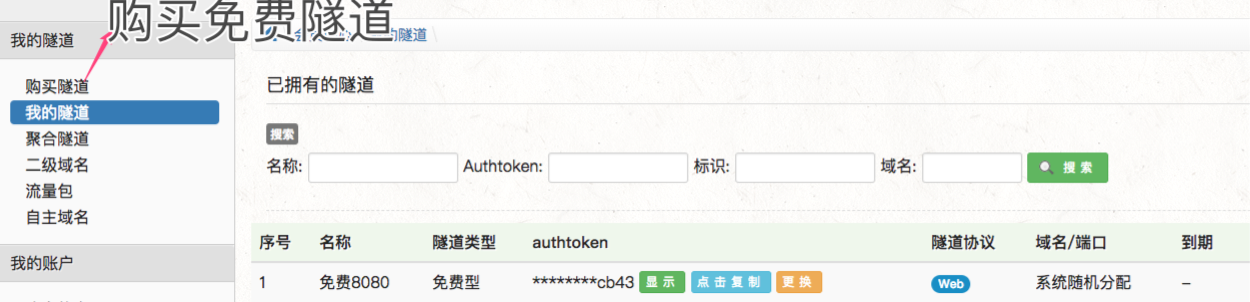 购买免费隧道
我的隧道
的隧道
购买隧道
我的隧道
聚合隧道
二级域名
流量包
自主域名
我的账户
已拥有的隧道
搜索
名称: Authtoken: 标识: 域名: 搜索
序号 名称 隧道类型 authtoken 隧道协议 域名/端口 到期
1 免费8080 免费型 ********cb43 显示 点击复制 更换 Web 系统随机分配 –